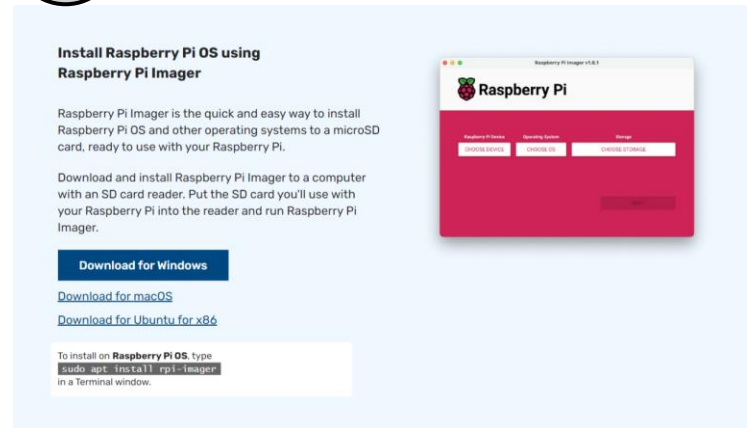 Install Raspberry Pi OS using
Raspberry Pi Imager
Raspberry Pi Imager is the quick and easy way to install
Raspberry Pi OS and other operating systems to a microSD
card, ready to use with your Raspberry Pi.
Download and install Raspberry Pi Imager to a computer
with an SD card reader. Put the SD card you'll use with
your Raspberry Pi into the reader and run Raspberry Pi
Imager.
Download for Windows
Download for macOS
Download for Ubuntu for x86
To install on Raspberry Pi OS, type
sudo apt install rpi-imager
in a Terminal window.
Raspberry Pi Imager v1.8.1
Raspberry Pi
Raspberry Pi Device Operating System Storage
CHOOSE DEVICE CHOOSE OS CHOOSE STORAGE